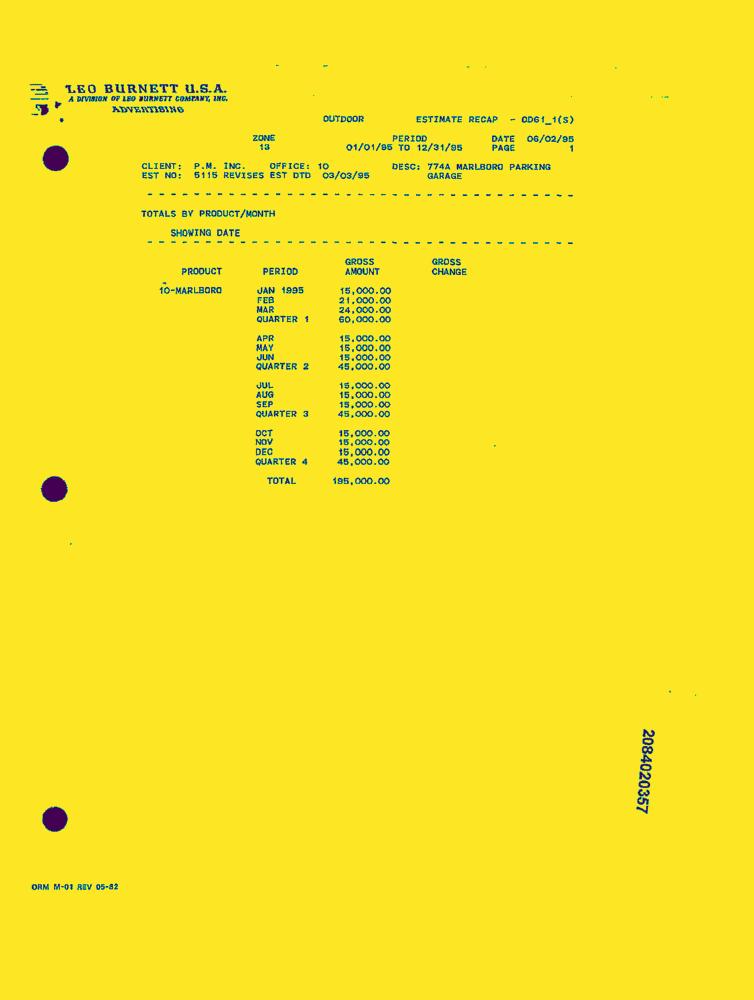 LEO BURNETT U.S.A.
A DIVISION OF LEO BURNETT COMPANY, INC.
ADVERTISING
OUTDOOR ESTIMATE RECAP - OD61_1(S)
ZONE PERIOD DATE 06/02/95
13 01/01/95 TO 12/31/95 PAGE 1
CLIENT: P.M. INC. OFFICE: 10 DESC: 774A MARLBORO PARKING
EST NO: 5115 REVISES EST DTD 03/03/95 GARAGE
TOTALS BY PRODUCT/MONTH
SHOWING DATE
GROSS GROSS
PRODUCT PERIOD AMOUNT CHANGE
10-MARLBORO JAN 1995 15,000.00
FEB 21,000.00
MAR 24,000.00
QUARTER 1 60,000.00
APR 15,000.00
MAY 15,000.00
JUN 15,000.00
QUARTER 2 45,000.00
JUL 15,000.00
AUG 15,000.00
SEP 15,000.00
QUARTER 3 45,000.00
OCT 15,000.00
NOV 15,000.00
DEC 15,000.00
QUARTER 4 45,000.00
TOTAL 195,000.00
2084020357
ORM M-01 REV 05-82